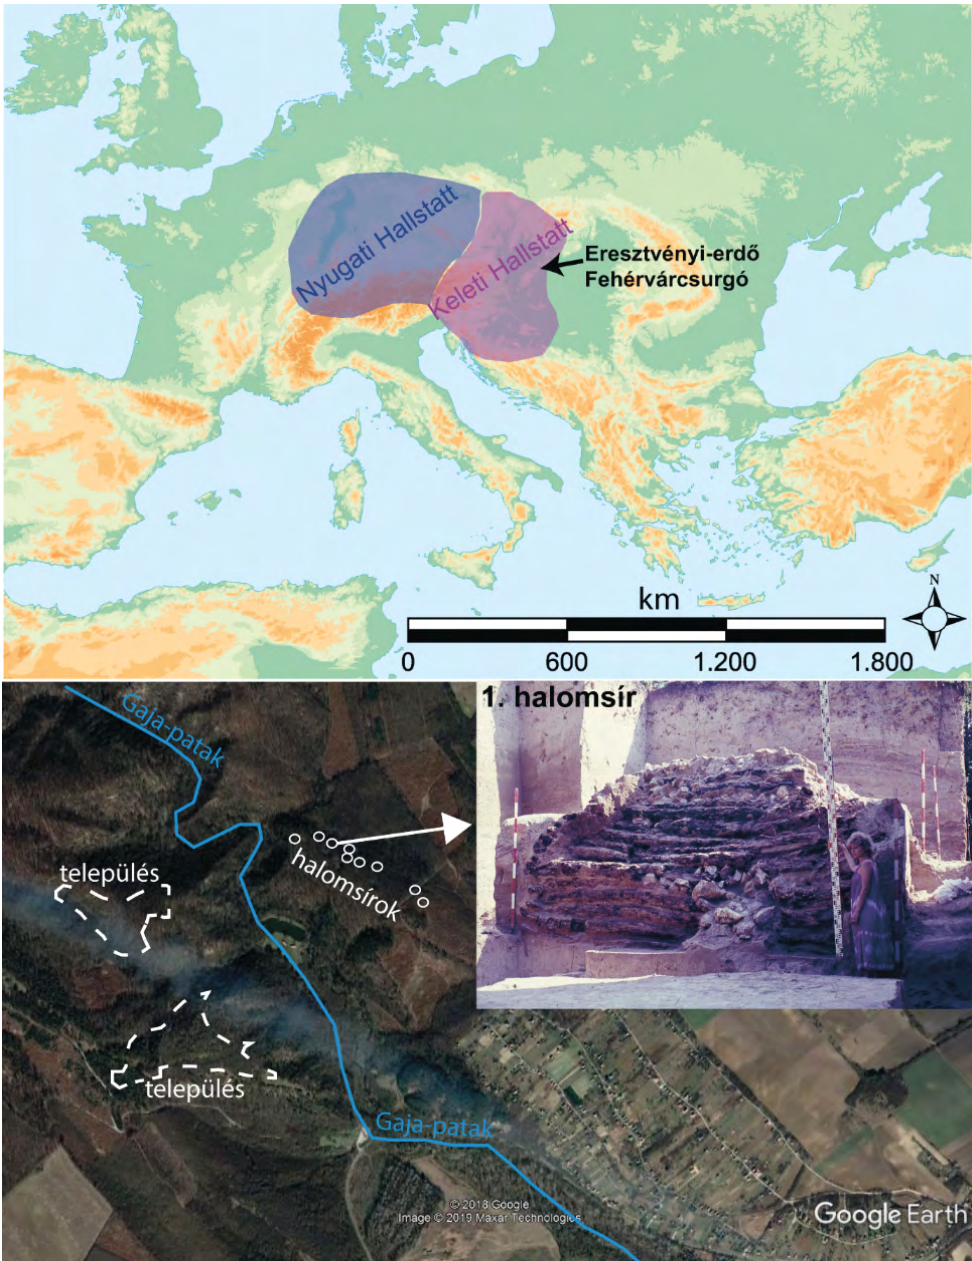 Nyugati Hallstatt
Keleti Hallstatt
Eresztvényi-erdő
Fehérvárcsurgó
km
N
0 600 1.200 1.800
1. halomsír
Gaja-patak
település
halomsírok
település
Gaja-patak
© 2018 Google
Image © 2019 Maxar Technologies
Google Earth